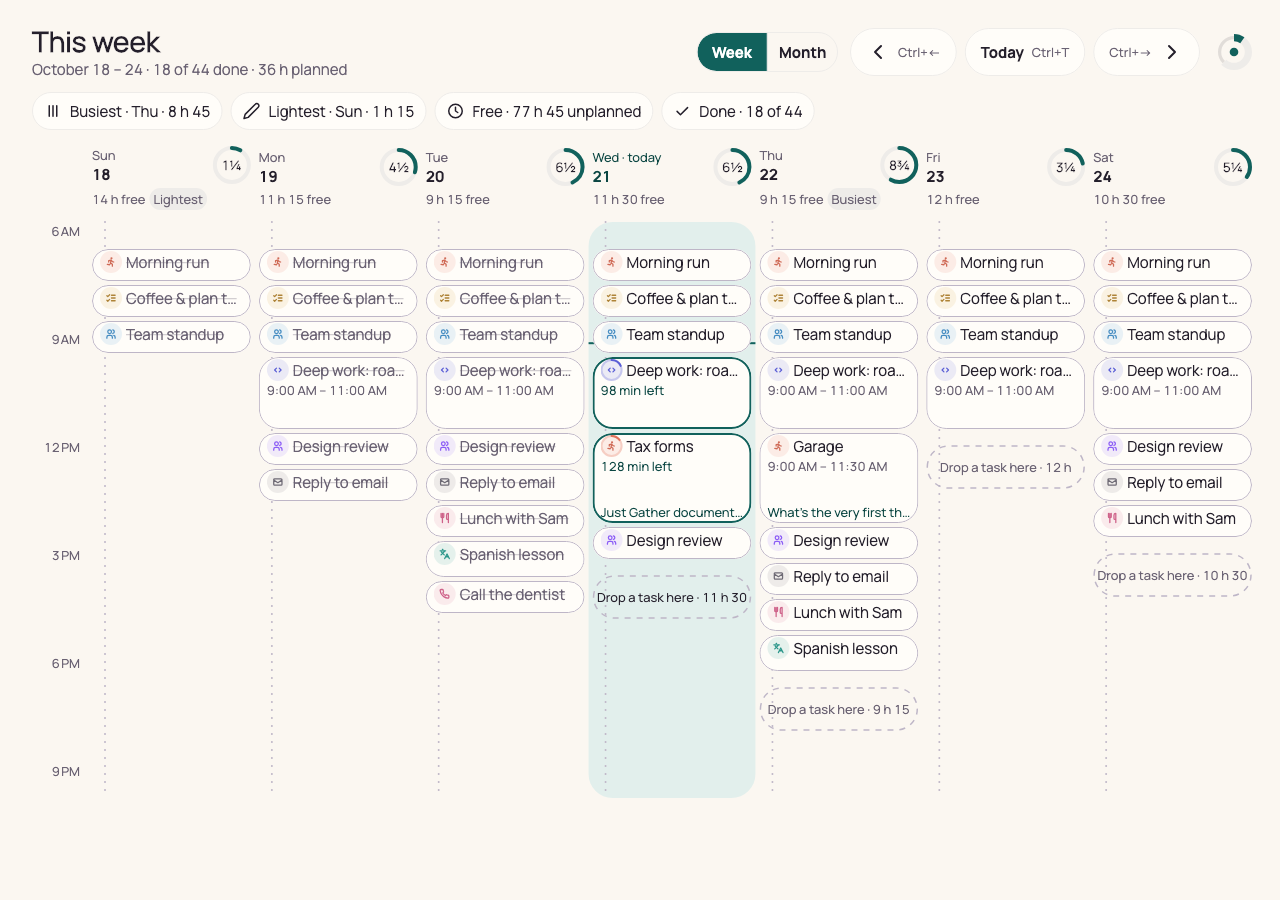 This week
October 18 – 24 · 18 of 44 done · 36 h planned
Week
Month
Ctrl+←
Today Ctrl+T
Ctrl+→
Busiest · Thu · 8 h 45
Lightest · Sun · 1 h 15
Free · 77 h 45 unplanned
Done · 18 of 44
Sun
18
1¼
14 h free Lightest
Mon
19
4½
11 h 15 free
Tue
20
6½
9 h 15 free
Wed · today
21
6½
11 h 30 free
Thu
22
8¾
9 h 15 free Busiest
Fri
23
3¼
12 h free
Sat
24
5¼
10 h 30 free
6 AM
9 AM
12 PM
3 PM
6 PM
9 PM
Morning run
Coffee & plan t…
Team standup
Morning run
Coffee & plan t…
Team standup
Deep work: roa…
9:00 AM – 11:00 AM
Design review
Reply to email
Morning run
Coffee & plan t…
Team standup
Deep work: roa…
9:00 AM – 11:00 AM
Design review
Reply to email
Lunch with Sam
Spanish lesson
Call the dentist
Morning run
Coffee & plan t…
Team standup
Deep work: roa…
98 min left
Tax forms
128 min left
Just Gather document…
Design review
Drop a task here · 11 h 30
Morning run
Coffee & plan t…
Team standup
Deep work: roa…
9:00 AM – 11:00 AM
Garage
9:00 AM – 11:30 AM
What's the very first th…
Design review
Reply to email
Lunch with Sam
Spanish lesson
Drop a task here · 9 h 15
Morning run
Coffee & plan t…
Team standup
Deep work: roa…
9:00 AM – 11:00 AM
Drop a task here · 12 h
Morning run
Coffee & plan t…
Team standup
Deep work: roa…
9:00 AM – 11:00 AM
Design review
Reply to email
Lunch with Sam
Drop a task here · 10 h 30